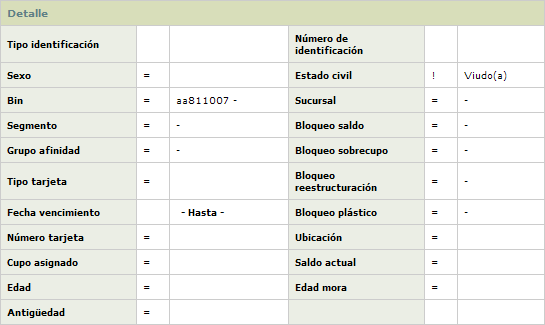 Detalle
Tipo identificación Número de
identificación
Sexo = Estado civil ! Viudo(a)
Bin = aa811007 - Sucursal = -
Segmento = - Bloqueo saldo = -
Grupo afinidad = - Bloqueo sobrecupo = -
Tipo tarjeta = Bloqueo
reestructuración = -
Fecha vencimiento - Hasta - Bloqueo plástico = -
Número tarjeta = Ubicación =
Cupo asignado = Saldo actual =
Edad = Edad mora =
Antigüedad =